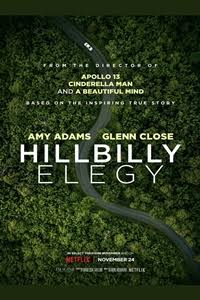 FROM THE DIRECTOR OF
APOLLO 13
CINDERELLA MAN
AND A BEAUTIFUL MIND
BASED ON THE INSPIRING TRUE STORY
AMY ADAMS GLENN CLOSE
HILLBILLY
ELEGY
NETFLIX | NOVEMBER 24